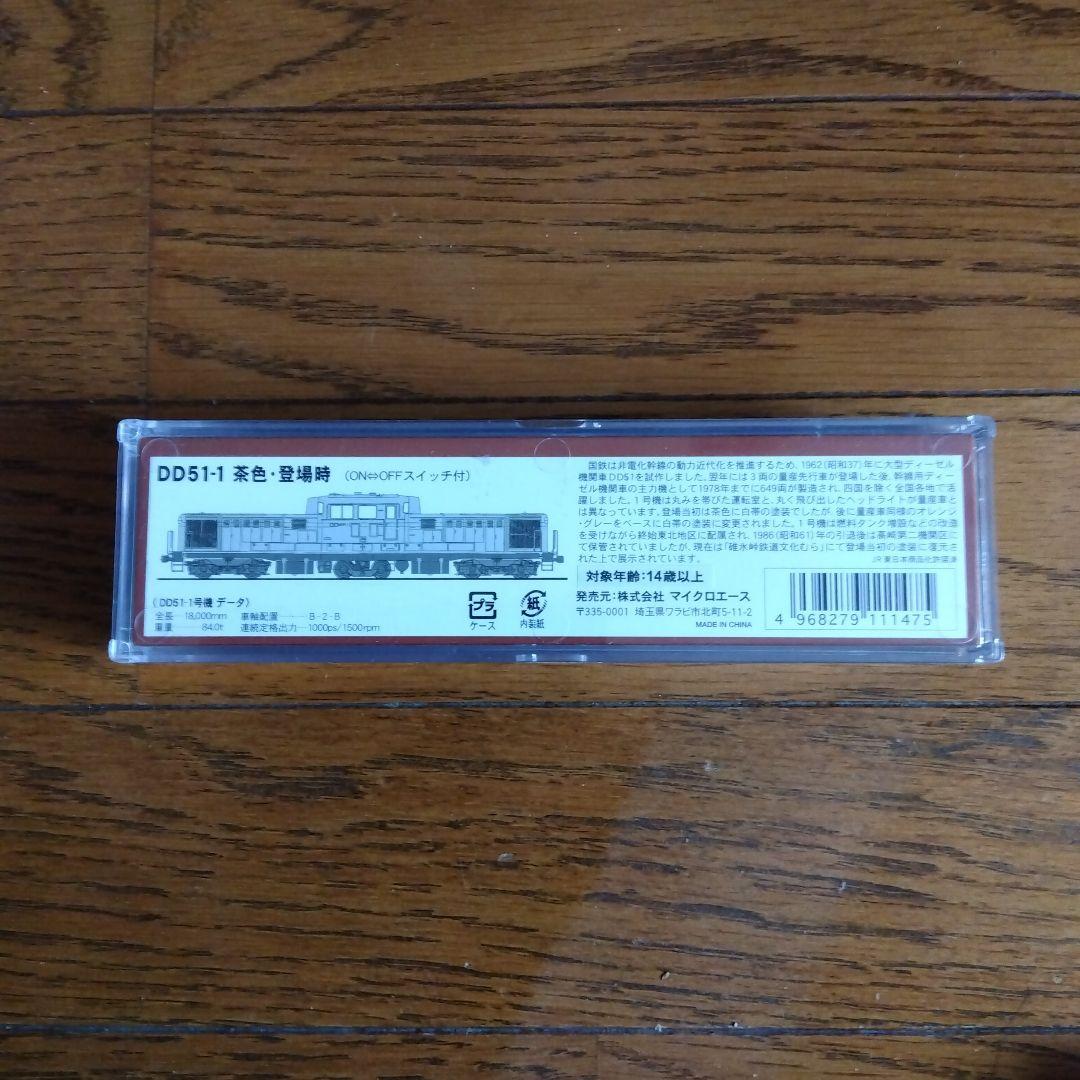 DD51-1 茶色・登場時 (ON⇔OFFスイッチ付)
(DD51-1号機 データ)
全長 18,000mm 車軸配置 B-2-B
重量 84.0t 連続定格出力 1000ps/1500rpm
プラ
ケース
紙
内装紙
国鉄は非電化幹線の動力近代化を推進するため、1962(昭和37)年に大型ディーゼル
機関車DD51を試作しました。翌年には3両の量産先行車が登場した後、幹線用ディー
ゼル機関車の主力機として1978年までに649両が製造され、四国を除く全国各地で活
躍しました。1号機は丸みを帯びた運転室と、丸く飛び出したヘッドライトが量産車と
は異なっています。登場当初は茶色に白帯の塗装でしたが、後に量産車同様のオレンジ
・グレーをベースに白帯の塗装に変更されました。1号機は燃料タンク増設などの改造
を受けながら終始東北地区に配属され、1986(昭和61)年の引退後は高崎第二機関区に
て保管されていましたが、現在は「碓氷峠鉄道文化むら」にて登場当初の塗装に復元さ
れた上で展示されています。
JR東日本商品化許諾済
対象年齢:14歳以上
発売元:株式会社 マイクロエース
〒335-0001 埼玉県ワラビ市北町5-11-2
MADE IN CHINA
4 968279 111475